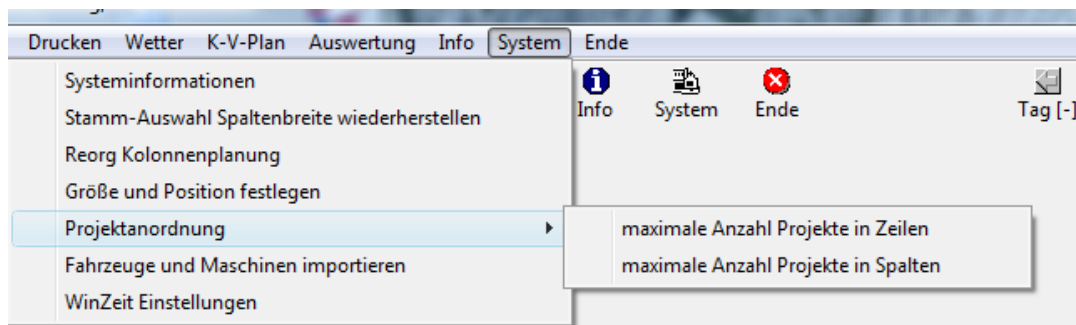 Drucken Wetter K-V-Plan Auswertung Info System Ende
Systeminformationen
Stamm-Auswahl Spaltenbreite wiederherstellen
Reorg Kolonnenplanung
Größe und Position festlegen
Projektanordnung
Fahrzeuge und Maschinen importieren
WinZeit Einstellungen
Info System Ende Tag [-]
maximale Anzahl Projekte in Zeilen
maximale Anzahl Projekte in Spalten